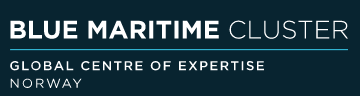 BLUE MARITIME CLUSTER
GLOBAL CENTRE OF EXPERTISE
NORWAY